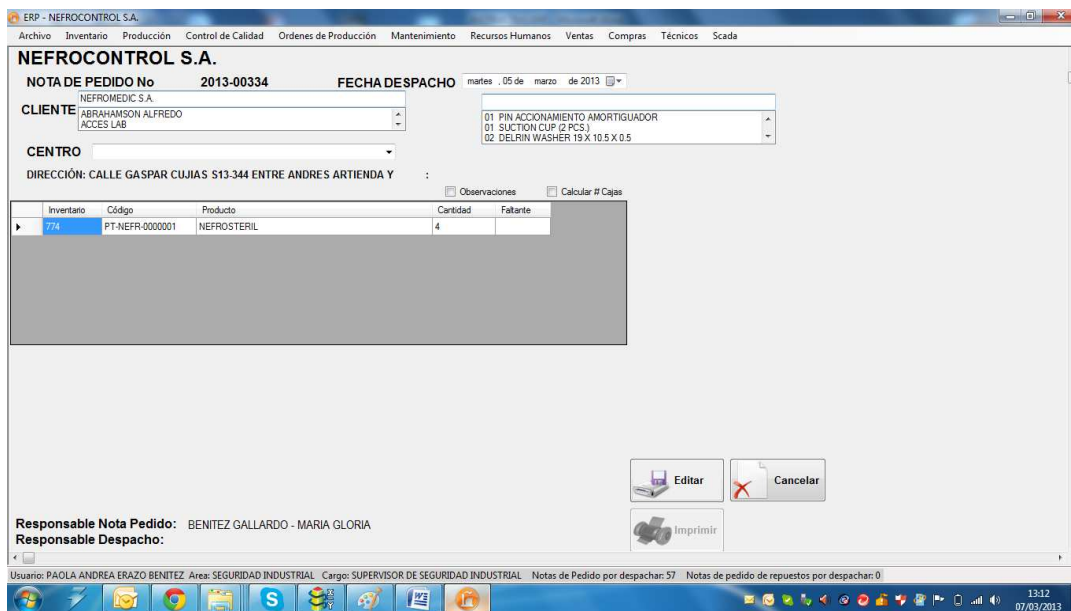 ERP - NEFROCONTROL S.A.
Archivo Inventario Producción Control de Calidad Ordenes de Producción Mantenimiento Recursos Humanos Ventas Compras Técnicos Scada
NEFROCONTROL S.A.
NOTA DE PEDIDO No 2013-00334 FECHA DESPACHO martes , 05 de marzo de 2013
NEFROMEDIC S.A.
CLIENTE
ABRAHAMSON ALFREDO
ACCES LAB
01 PIN ACCIONAMIENTO AMORTIGUADOR
01 SUCTION CUP (2 PCS.)
02 DELRIN WASHER 19 X 10.5 X 0.5
CENTRO
DIRECCIÓN: CALLE GASPAR CUJIAS S13-344 ENTRE ANDRES ARTIENDA Y :
Observaciones Calcular # Cajas
Inventario Código Producto Cantidad Faltante
774 PT-NEFR-0000001 NEFROSTERIL 4
Editar Cancelar
Imprimir
Responsable Nota Pedido: BENITEZ GALLARDO - MARIA GLORIA
Responsable Despacho:
Usuario: PAOLA ANDREA ERAZO BENITEZ Area: SEGURIDAD INDUSTRIAL Cargo: SUPERVISOR DE SEGURIDAD INDUSTRIAL Notas de Pedido por despachar: 57 Notas de pedido de repuestos por despachar: 0
13:12
07/03/2013